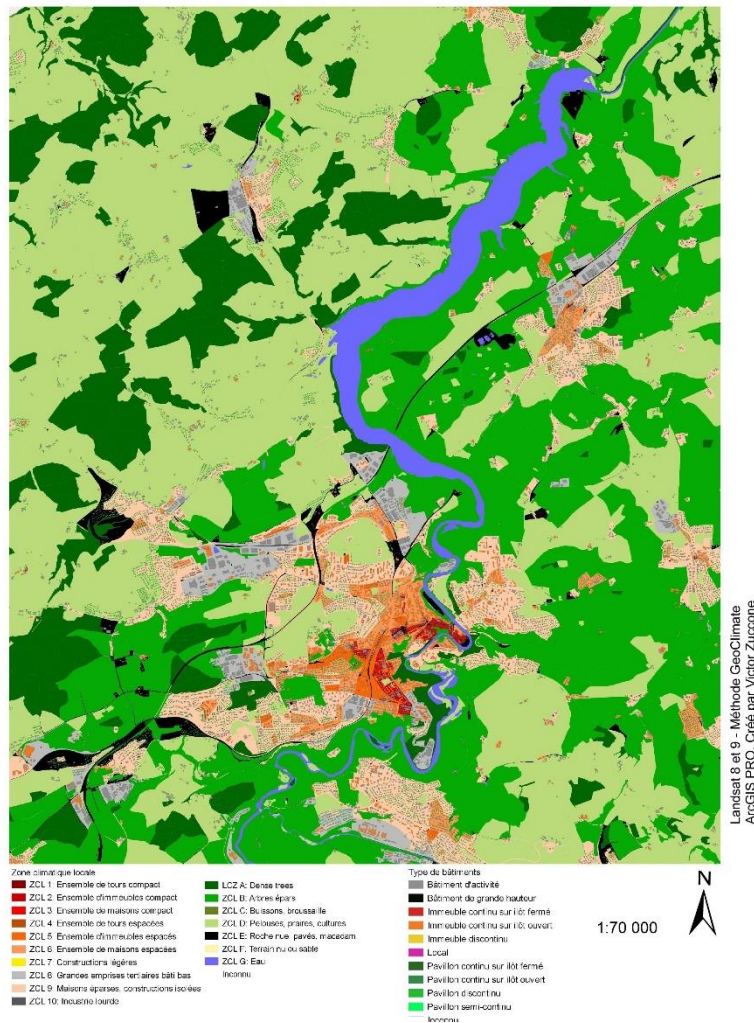 Landsat 8 et 9 - Méthode GeoClimate
ArcGIS PRO, Créé par Victor Zuccone
Zone climatique locale
ZCL 1: Ensemble de tours compact
ZCL 2: Ensemble d'immeubles compact
ZCL 3: Ensemble de maisons compact
ZCL 4: Ensemble de tours espacées
ZCL 5: Ensemble d'immeubles espacés
ZCL 6: Ensemble de maisons espacées
ZCL 7: Constructions légères
ZCL 8: Grandes emprises tertiaires bâti bas
ZCL 9: Maisons éparses, constructions isolées
ZCL 10: Industrie lourde
LCZ A: Dense trees
ZCL B: Arbres épars
ZCL C: Buissons, broussaille
ZCL D: Pelouses, praires, cultures
ZCL E: Roche nue, pavés, macadam
ZCL F: Terrain nu ou sable
ZCL G: Eau
Inconnu
Type de bâtiments
Bâtiment d'activité
Bâtiment de grande hauteur
Immeuble continu sur ilôt fermé
Immeuble continu sur ilôt ouvert
Immeuble discontinu
Local
Pavillon continu sur ilôt fermé
Pavillon continu sur ilôt ouvert
Pavillon discontinu
Pavillon semi-continu
Inconnu
1:70 000
N